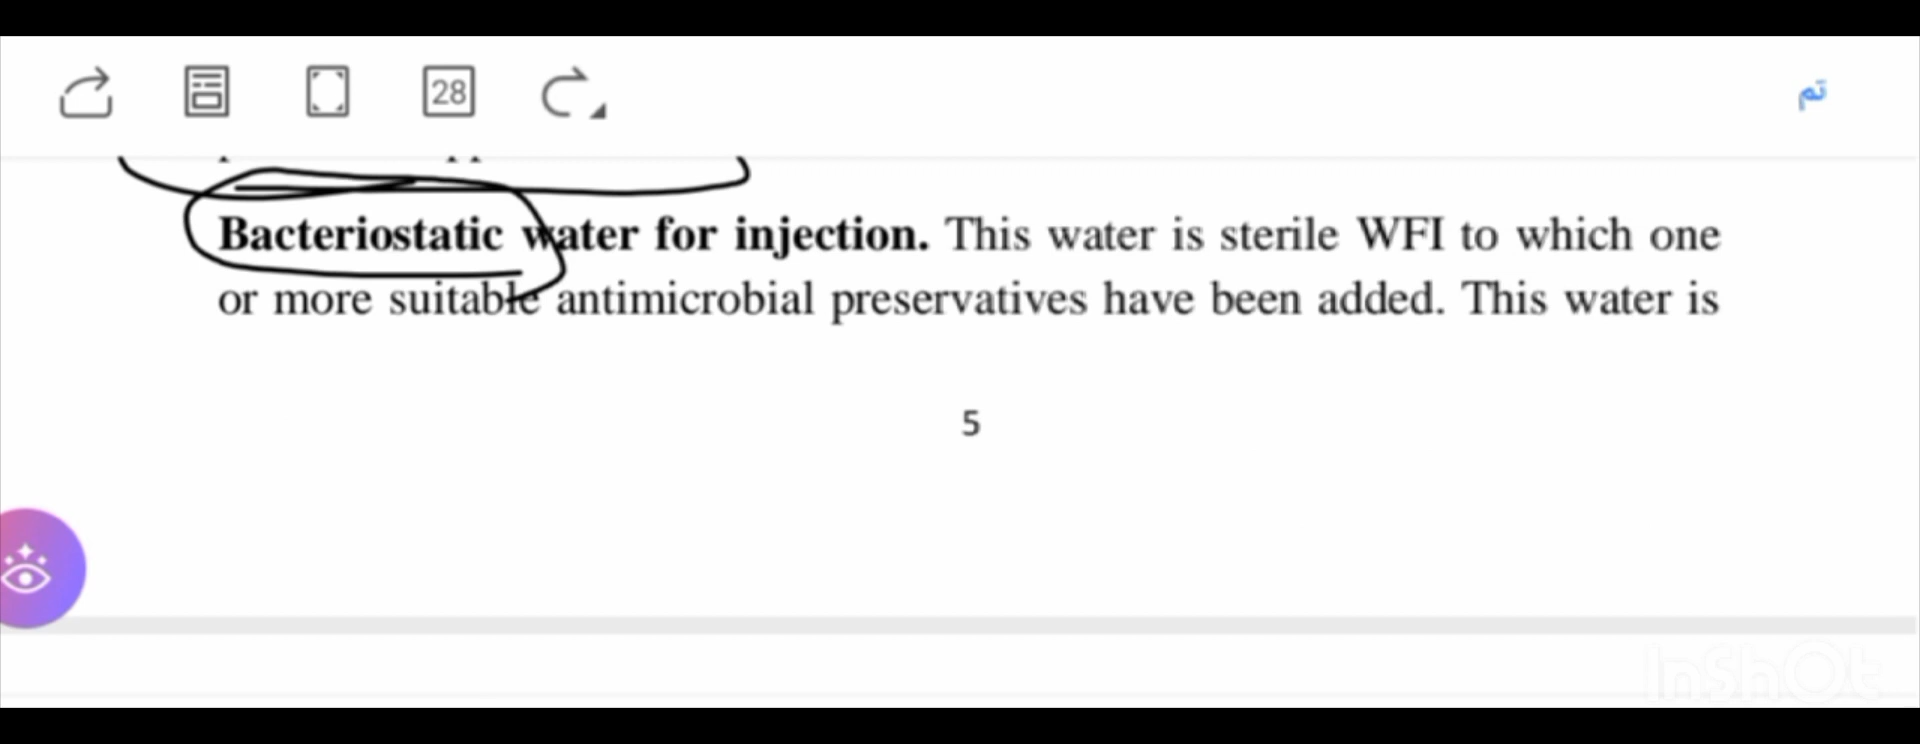 28
تم
Bacteriostatic water for injection. This water is sterile WFI to which one
or more suitable antimicrobial preservatives have been added. This water is
5
InShOt